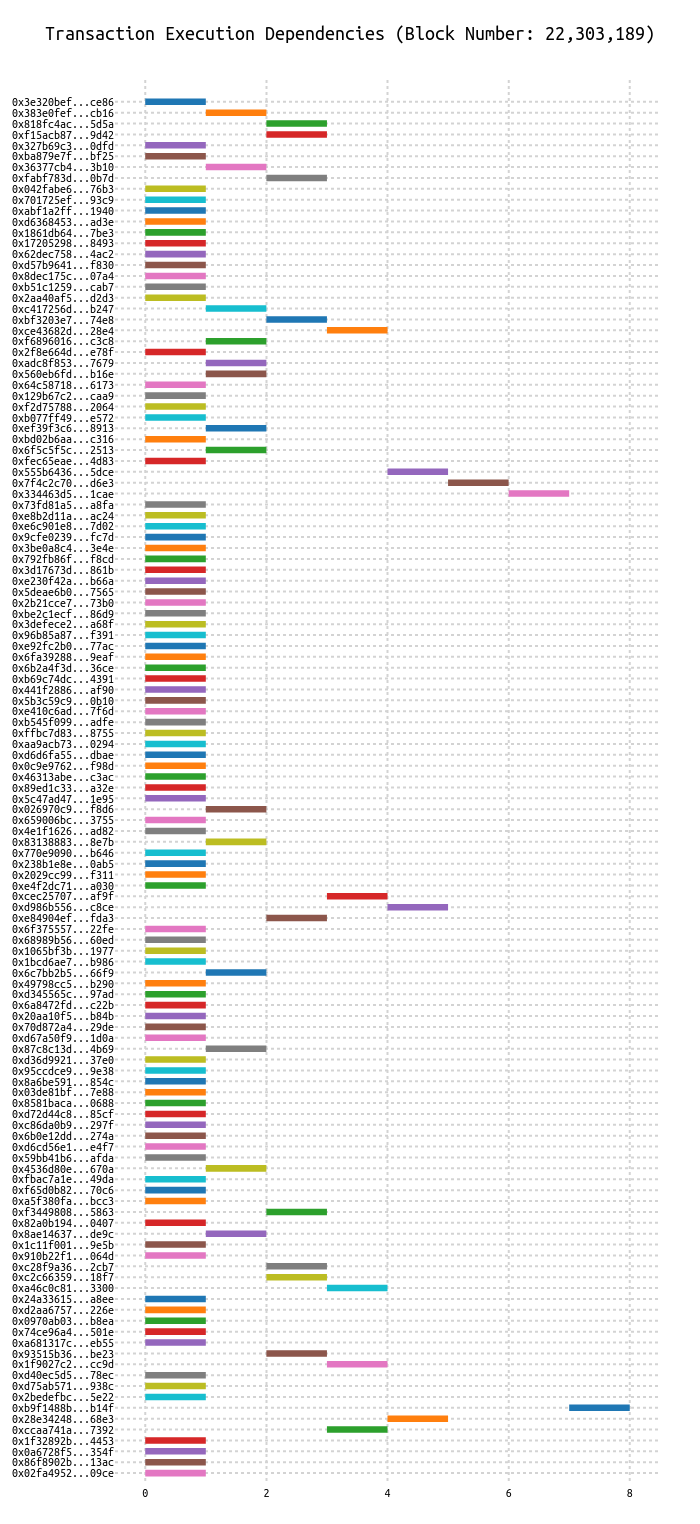 Transaction Execution Dependencies (Block Number: 22,303,189)
0x3e320bef...ce86
0x383e0fef...cb16
0x818fc4ac...5d5a
0xf15acb87...9d42
0x327b69c3...0dfd
0xba879e7f...bf25
0x36377cb4...3b10
0xfabf783d...0b7d
0x042fabe6...76b3
0x701725ef...93c9
0xabf1a2ff...1940
0xd6368453...ad3e
0x1861db64...7be3
0x17205298...8493
0x62dec758...4ac2
0xd57b9641...f830
0x8dec175c...07a4
0xb51c1259...cab7
0x2aa40af5...d2d3
0xc417256d...b247
0xbf3203e7...74e8
0xce43682d...28e4
0xf6896016...c3c8
0x2f8e664d...e78f
0xadc8f853...7679
0x560eb6fd...b16e
0x64c58718...6173
0x129b67c2...caa9
0xf2d75788...2064
0xb077ff49...e572
0xef39f3c6...8913
0xbd02b6aa...c316
0x6f5c5f5c...2513
0xfec65eae...4d83
0x555b6436...5dce
0x7f4c2c70...d6e3
0x334463d5...1cae
0x73fd81a5...a8fa
0xe8b2d11a...ac24
0xe6c901e8...7d02
0x9cfe0239...fc7d
0x3be0a8c4...3e4e
0x792fb86f...f8cd
0x3d17673d...861b
0xe230f42a...b66a
0x5deae6b0...7565
0x2b21cce7...73b0
0xbe2c1ecf...86d9
0x3defece2...a68f
0x96b85a87...f391
0xe92fc2b0...77ac
0x6fa39288...9eaf
0x6b2a4f3d...36ce
0xb69c74dc...4391
0x441f2886...af90
0x5b3c59c9...0b10
0xe410c6ad...7f6d
0xb545f099...adfe
0xffbc7d83...8755
0xaa9acb73...0294
0xd6d6fa55...dbae
0x0c9e9762...f98d
0x46313abe...c3ac
0x89ed1c33...a32e
0x5c47ad47...1e95
0x026970c9...f8d6
0x659006bc...3755
0x4e1f1626...ad82
0x83138883...8e7b
0x770e9090...b646
0x238b1e8e...0ab5
0x2029cc99...f311
0xe4f2dc71...a030
0xcec25707...af9f
0xd986b556...c8ce
0xe84904ef...fda3
0x6f375557...22fe
0x68989b56...60ed
0x1065bf3b...1977
0x1bcd6ae7...b986
0x6c7bb2b5...66f9
0x49798cc5...b290
0xd345565c...97ad
0x6a8472fd...c22b
0x20aa10f5...b84b
0x70d872a4...29de
0xd67a50f9...1d0a
0x87c8c13d...4b69
0xd36d9921...37e0
0x95ccdce9...9e38
0x8a6be591...854c
0x03de81bf...7e88
0x8581baca...0688
0xd72d44c8...85cf
0xc86da0b9...297f
0x6b0e12dd...274a
0xd6cd56e1...e4f7
0x59bb41b6...afda
0x4536d80e...670a
0xfbac7a1e...49da
0xf65d0b82...70c6
0xa5f380fa...bcc3
0xf3449808...5863
0x82a0b194...0407
0x8ae14637...de9c
0x1c11f001...9e5b
0x910b22f1...064d
0xc28f9a36...2cb7
0xc2c66359...18f7
0xa46c0c81...3300
0x24a33615...a8ee
0xd2aa6757...226e
0x0970ab03...b8ea
0x74ce96a4...501e
0xa681317c...eb55
0x93515b36...be23
0x1f9027c2...cc9d
0xd40ec5d5...78ec
0xd75ab571...938c
0x2bedefbc...5e22
0xb9f1488b...b14f
0x28e34248...68e3
0xccaa741a...7392
0x1f32892b...4453
0x0a6728f5...354f
0x86f8902b...13ac
0x02fa4952...09ce
0 2 4 6 8